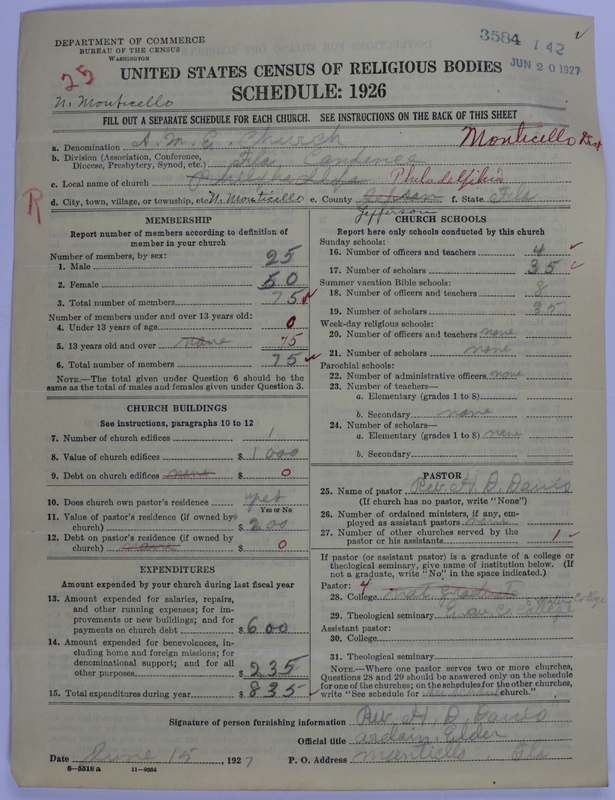 DEPARTMENT OF COMMERCE
BUREAU OF THE CENSUS
WASHINGTON
3584 142
JUN 20 1927
25
N. Monticello
UNITED STATES CENSUS OF RELIGIOUS BODIES
SCHEDULE: 1926
FILL OUT A SEPARATE SCHEDULE FOR EACH CHURCH. SEE INSTRUCTIONS ON THE BACK OF THIS SHEET
a. Denomination A. M. E. Church Monticello Dist
b. Division (Association, Conference, Diocese, Presbytery, Synod, etc.) Fla.
c. Local name of church Philadelphia
R
d. City, town, village, or township, etc. N. Monticello e. County Jefferson f. State Fla
MEMBERSHIP
Report number of members according to definition of member in your church
Number of members, by sex:
1. Male 25
2. Female 50
3. Total number of members 75
Number of members under and over 13 years old:
4. Under 13 years of age 0
5. 13 years old and over none 75
6. Total number of members 75
NOTE.—The total given under Question 6 should be the same as the total of males and females given under Question 3.
CHURCH BUILDINGS
See instructions, paragraphs 10 to 12
7. Number of church edifices 1
8. Value of church edifices $ 1000
9. Debt on church edifices none $ 0
10. Does church own pastor's residence yes
Yes or No
11. Value of pastor's residence (if owned by church) $ 200
12. Debt on pastor's residence (if owned by church) $ 0
EXPENDITURES
Amount expended by your church during last fiscal year
13. Amount expended for salaries, repairs, and other running expenses; for improvements or new buildings; and for payments on church debt $ 600
14. Amount expended for benevolences, including home and foreign missions; for denominational support; and for all other purposes $ 235
15. Total expenditures during year $ 835
CHURCH SCHOOLS
Report here only schools conducted by this church
Sunday schools:
16. Number of officers and teachers 4
17. Number of scholars 35
Summer vacation Bible schools:
18. Number of officers and teachers 8
19. Number of scholars 35
Week-day religious schools:
20. Number of officers and teachers none
21. Number of scholars none
Parochial schools:
22. Number of administrative officers none
23. Number of teachers—
a. Elementary (grades 1 to 8)
b. Secondary none
24. Number of scholars—
a. Elementary (grades 1 to 8) none
b. Secondary
PASTOR
25. Name of pastor Rev. H. D. Davis
(If church has no pastor, write "None")
26. Number of ordained ministers, if any, employed as assistant pastors none
27. Number of other churches served by the pastor or his assistants 1
If pastor (or assistant pastor) is a graduate of a college or theological seminary, give name of institution below. (If not a graduate, write "No" in the space indicated.)
Pastor:
28. College
29. Theological seminary
Assistant pastor:
30. College
31. Theological seminary
NOTE.—Where one pastor serves two or more churches, Questions 28 and 29 should be answered only on the schedule for one of the churches; on the schedules for the other churches, write "See schedule for church."
Signature of person furnishing information Rev. H. D. Davis
Official title Elder
Date June 15, 1927 P. O. Address Monticello Fla
8-5518 a 11-9064